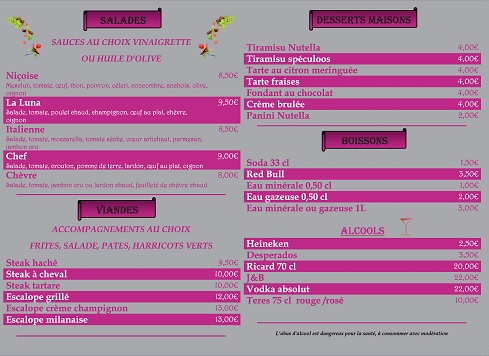 SALADES
SAUCES AU CHOIX VINAIGRETTE
OU HUILE D'OLIVE
Niçoise 8,50€
Mesclun, tomate, œuf, thon, poivron, céleri, concombre, anchois, olive,
oignon
La Luna 9,50€
Salade, tomate, poulet chaud, champignon, œuf au plat, chèvre,
oignon
Italienne 8,50€
Salade, tomate, mozzarella, tomate séche, cœur artichaut, parmesan,
jambon cru
Chef 9,00€
Salade, tomate, crouton, pomme de terre, lardon, œuf au plat, oignon
Chèvre 8,00€
Salade, tomate, jambon cru ou lardon chaud, feuilleté de chèvre chaud
VIANDES
ACCOMPAGNEMENTS AU CHOIX
FRITES, SALADE, PATES, HARRICOTS VERTS
Steak haché 9,50€
Steak à cheval 10,00€
Steak tartare 10,00€
Escalope grillé 12,00€
Escalope crème champignon 13,00€
Escalope milanaise 13,00€
DESSERTS MAISONS
Tiramisu Nutella 4,00€
Tiramisu spéculoos 4,00€
Tarte au citron meringuée 4,00€
Tarte fraises 4,00€
Fondant au chocolat 4,00€
Crème brulée 4,00€
Panini Nutella 2,00€
BOISSONS
Soda 33 cl 1,50€
Red Bull 3,50€
Eau minérale 0,50 cl 1,00€
Eau gazeuse 0,50 cl 2,00€
Eau minérale ou gazeuse 1L 3,00€
ALCOOLS
Heineken 2,50€
Desperados 3,50€
Ricard 70 cl 20,00€
J&B 22,00€
Vodka absolut 22,00€
Teres 75 cl rouge/rosé 10,00€
L'abus d'alcool est dangereux pour la santé, à consommer avec modération